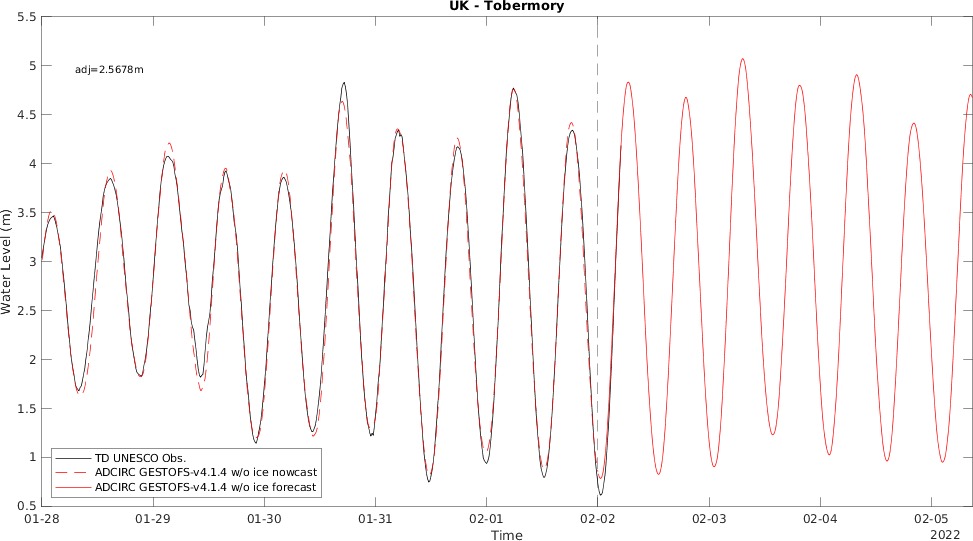 UK - Tobermory
5.5
5
4.5
4
3.5
3
2.5
2
1.5
1
0.5
Water Level (m)
adj=2.5678m
TD UNESCO Obs.
ADCIRC GESTOFS-v4.1.4 w/o ice nowcast
ADCIRC GESTOFS-v4.1.4 w/o ice forecast
01-28 01-29 01-30 01-31 02-01 02-02 02-03 02-04 02-05
Time
2022